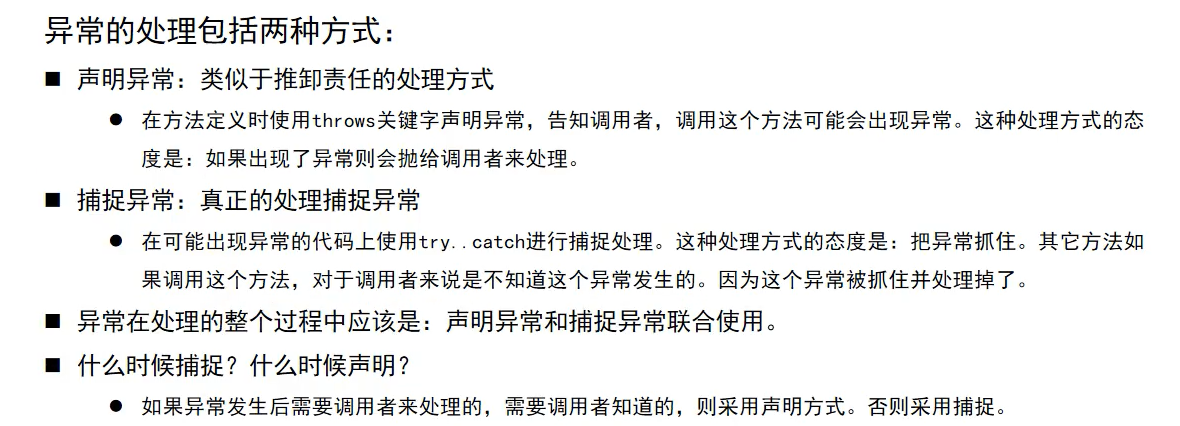 异常的处理包括两种方式：
■ 声明异常：类似于推卸责任的处理方式
● 在方法定义时使用throws关键字声明异常，告知调用者，调用这个方法可能会出现异常。这种处理方式的态
度是：如果出现了异常则会抛给调用者来处理。
■ 捕捉异常：真正的处理捕捉异常
● 在可能出现异常的代码上使用try..catch进行捕捉处理。这种处理方式的态度是：把异常抓住。其它方法如
果调用这个方法，对于调用者来说是不知道这个异常发生的。因为这个异常被抓住并处理掉了。
■ 异常在处理的整个过程中应该是：声明异常和捕捉异常联合使用。
■ 什么时候捕捉？什么时候声明？
● 如果异常发生后需要调用者来处理的，需要调用者知道的，则采用声明方式。否则采用捕捉。